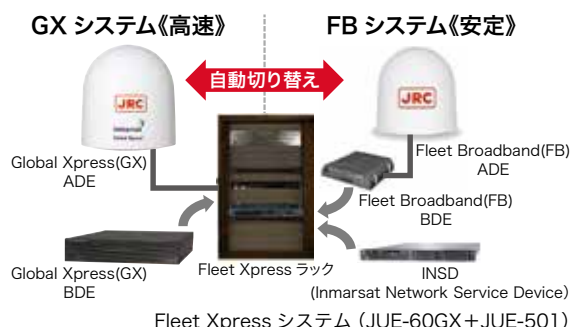 GX システム《高速》
FB システム《安定》
自動切り替え
JRC
inmarsat
JRC
Global Xpress(GX)
ADE
Fleet Broadband(FB)
ADE
Fleet Broadband(FB)
BDE
Global Xpress(GX)
BDE
Fleet Xpress ラック
INSD
(Inmarsat Network Service Device)
Fleet Xpress システム (JUE-60GX+JUE-501)